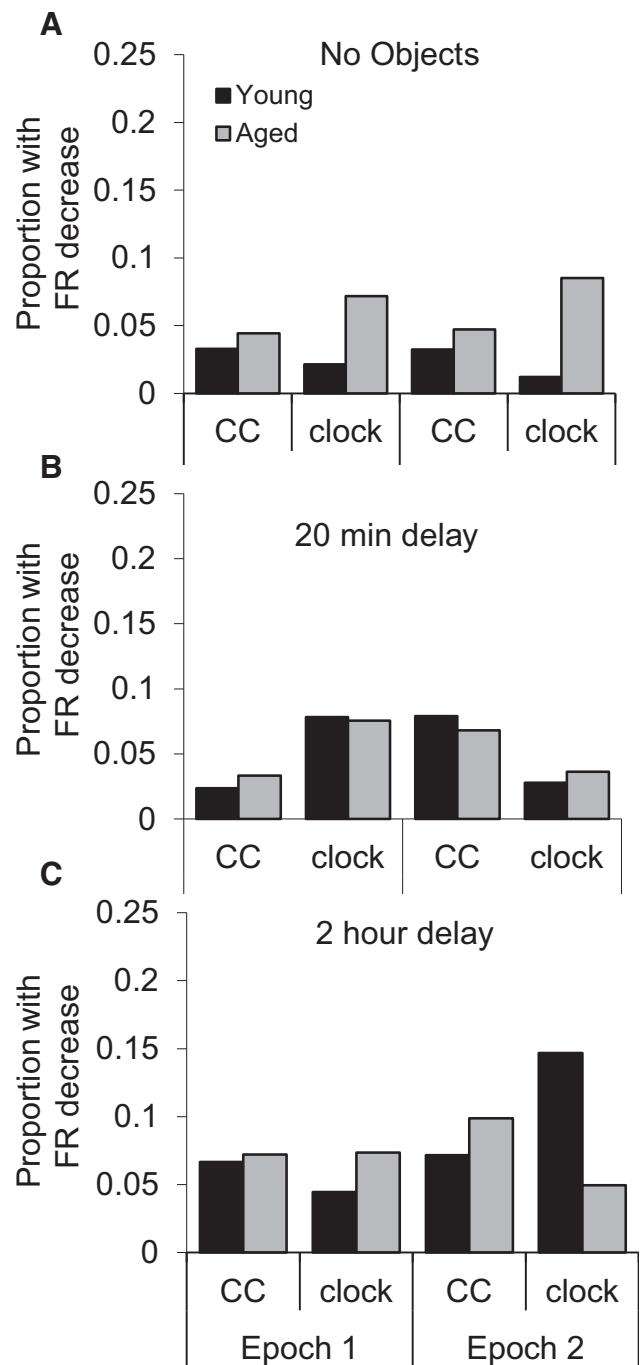 A
No Objects
Young
Aged
Proportion with
FR decrease
0.25
0.2
0.15
0.1
0.05
0
CC clock CC clock
B
20 min delay
Proportion with
FR decrease
0.25
0.2
0.15
0.1
0.05
0
CC clock CC clock
C
2 hour delay
Proportion with
FR decrease
0.25
0.2
0.15
0.1
0.05
0
CC clock CC clock
Epoch 1 Epoch 2